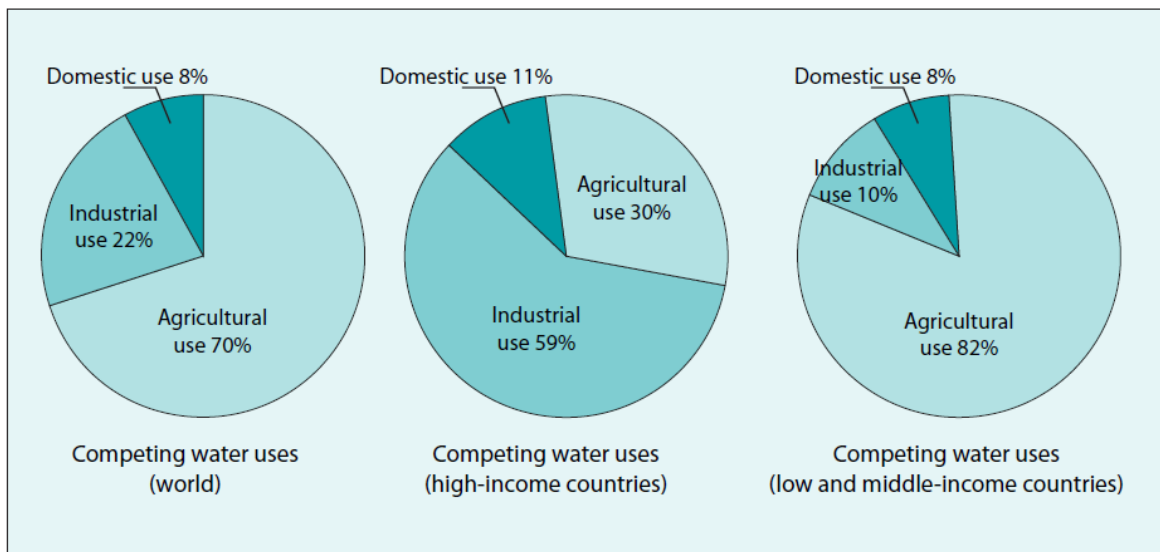 Domestic use 8%
Industrial
use 22%
Agricultural
use 70%
Competing water uses
(world)
Domestic use 11%
Agricultural
use 30%
Industrial
use 59%
Competing water uses
(high-income countries)
Domestic use 8%
Industrial
use 10%
Agricultural
use 82%
Competing water uses
(low and middle-income countries)